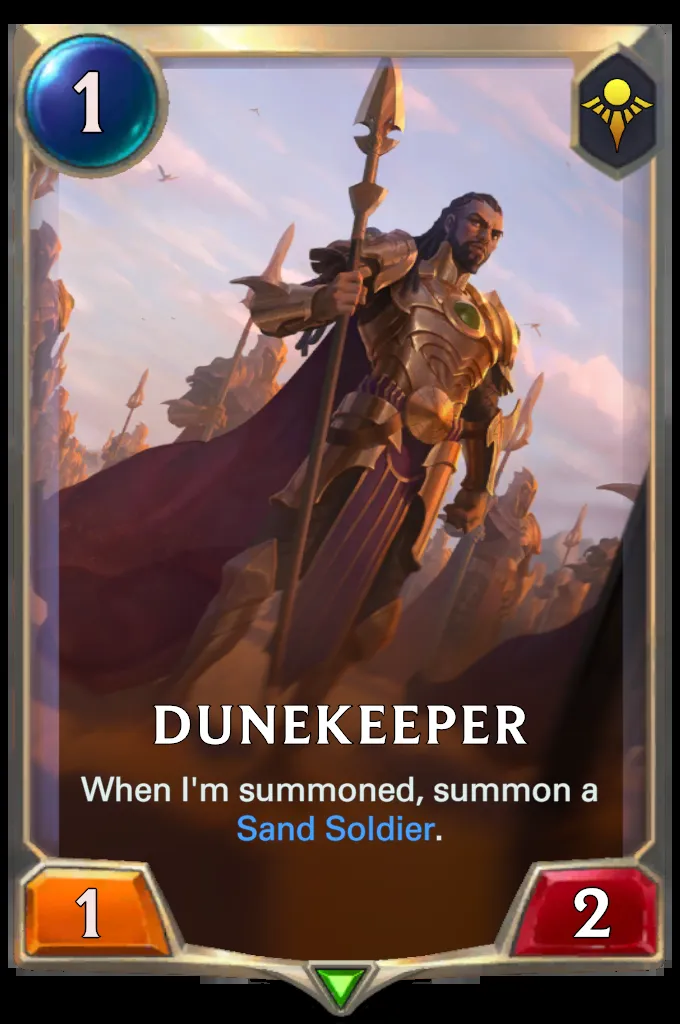 1
DUNEKEEPER
When I'm summoned, summon a
Sand Soldier.
1
2